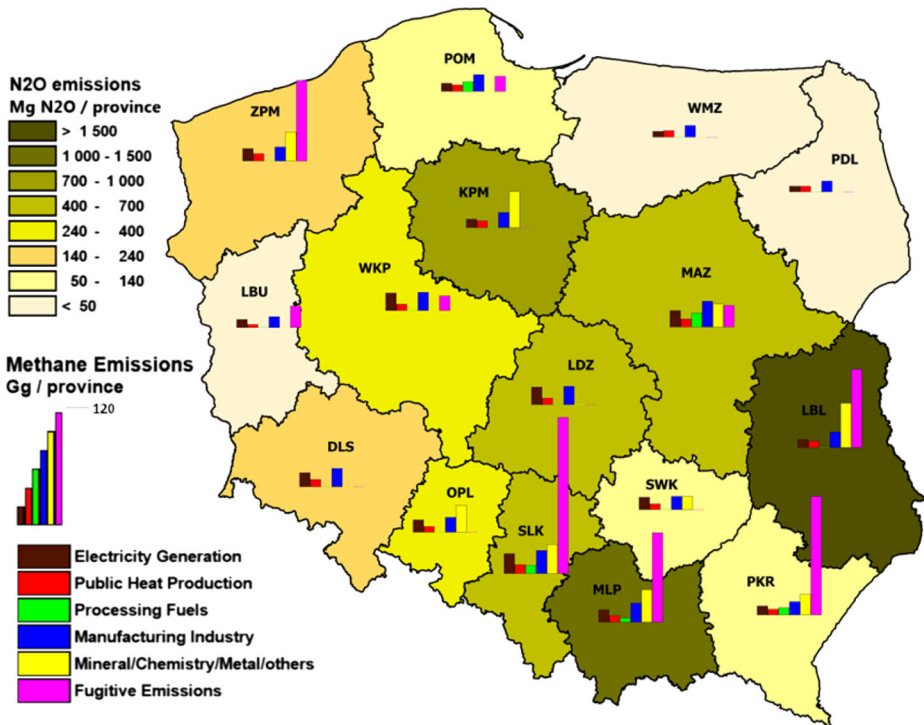 N2O emissions
Mg N2O / province
> 1 500
1 000 - 1 500
700 - 1 000
400 - 700
240 - 400
140 - 240
50 - 140
< 50
Methane Emissions
Gg / province
120
Electricity Generation
Public Heat Production
Processing Fuels
Manufacturing Industry
Mineral/Chemistry/Metal/others
Fugitive Emissions
POM
ZPM
WMZ
PDL
KPM
WKP
MAZ
LBU
LDZ
LBL
DLS
SWK
OPL
SLK
MLP
PKR